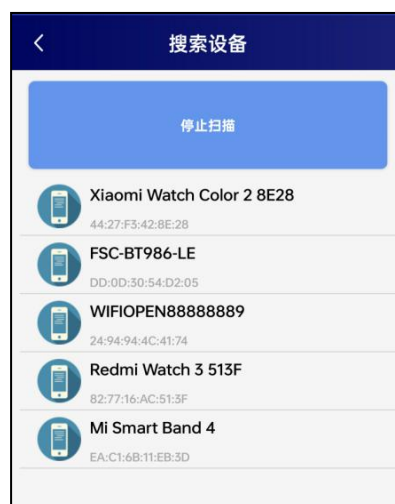 搜索设备
停止扫描
Xiaomi Watch Color 2 8E28
44:27:F3:42:8E:28
FSC-BT986-LE
DD:0D:30:54:D2:05
WIFIOPEN88888889
24:94:94:4C:41:74
Redmi Watch 3 513F
82:77:16:AC:51:3F
Mi Smart Band 4
EA:C1:6B:11:EB:3D